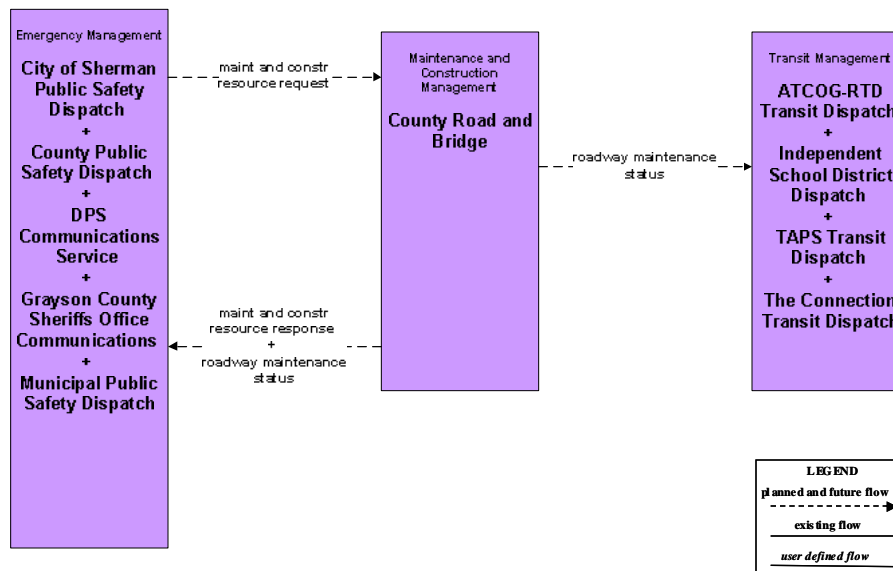 Emergency Management
City of Sherman
Public Safety
Dispatch
+
County Public
Safety Dispatch
+
DPS
Communications
Service
+
Grayson County
Sheriffs Office
Communications
+
Municipal Public
Safety Dispatch
maint and constr
resource request
maint and constr
resource response
+
roadway maintenance
status
Maintenance and
Construction
Management
County Road and
Bridge
roadway maintenance
status
Transit Management
ATCOG-RTD
Transit Dispatch
+
Independent
School District
Dispatch
+
TAPS Transit
Dispatch
+
The Connection
Transit Dispatch
LEGEND
planned and future flow
existing flow
user defined flow